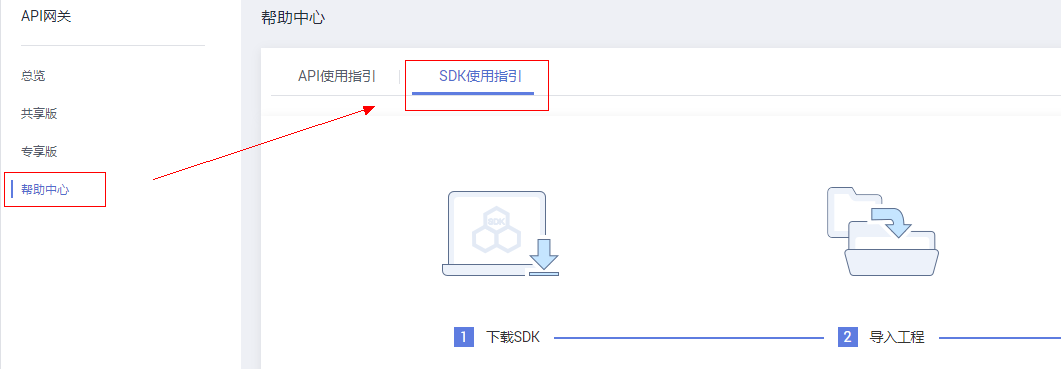 API网关
总览
共享版
专享版
帮助中心
帮助中心
API使用指引
SDK使用指引
SDK
1 下载SDK
2 导入工程